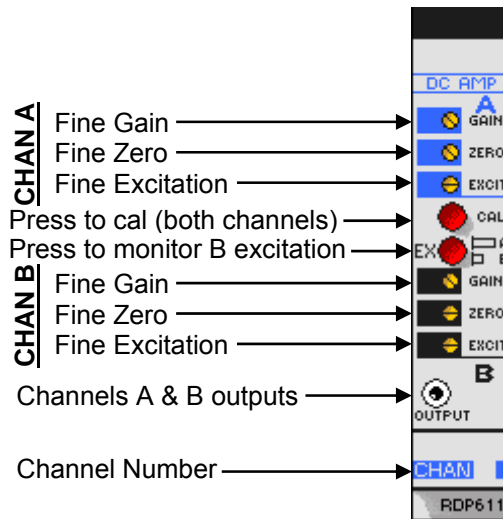 DC AMP
A
CHAN A
Fine Gain
GAIN
Fine Zero
ZERO
Fine Excitation
EXCIT
Press to cal (both channels)
CAL
Press to monitor B excitation
EX
A
CHAN B
Fine Gain
GAIN
Fine Zero
ZERO
Fine Excitation
EXCIT
B
Channels A & B outputs
OUTPUT
Channel Number
CHAN
RDP611